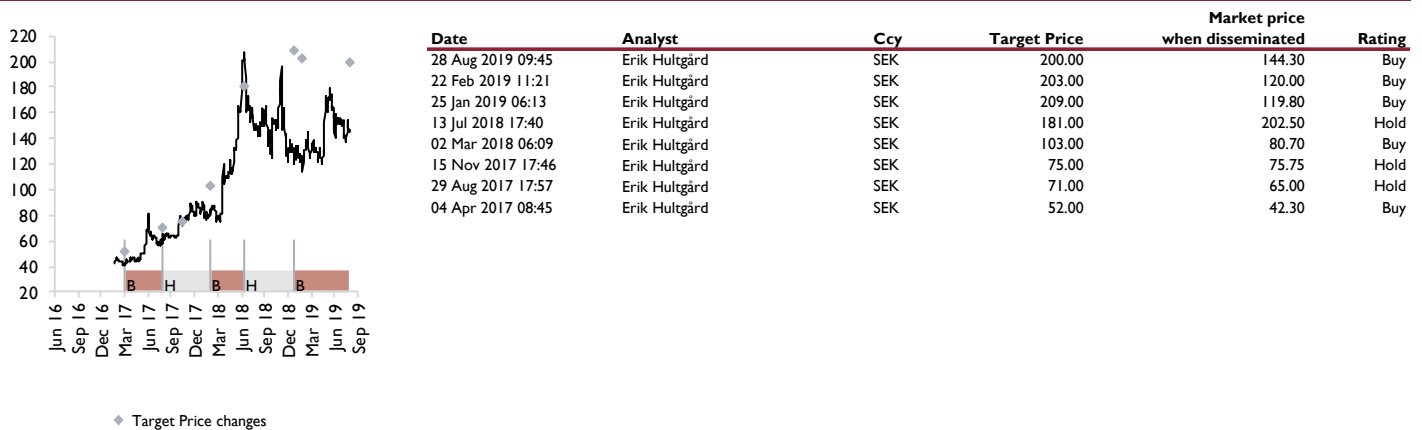 220
200
180
160
140
120
100
80
60
40
20
B H B H B
Jun 16
Sep 16
Dec 16
Mar 17
Jun 17
Sep 17
Dec 17
Mar 18
Jun 18
Sep 18
Dec 18
Mar 19
Jun 19
Sep 19
Target Price changes
Market price
Date Analyst Ccy Target Price when disseminated Rating
28 Aug 2019 09:45 Erik Hultgård SEK 200.00 144.30 Buy
22 Feb 2019 11:21 Erik Hultgård SEK 203.00 120.00 Buy
25 Jan 2019 06:13 Erik Hultgård SEK 209.00 119.80 Buy
13 Jul 2018 17:40 Erik Hultgård SEK 181.00 202.50 Hold
02 Mar 2018 06:09 Erik Hultgård SEK 103.00 80.70 Buy
15 Nov 2017 17:46 Erik Hultgård SEK 75.00 75.75 Hold
29 Aug 2017 17:57 Erik Hultgård SEK 71.00 65.00 Hold
04 Apr 2017 08:45 Erik Hultgård SEK 52.00 42.30 Buy